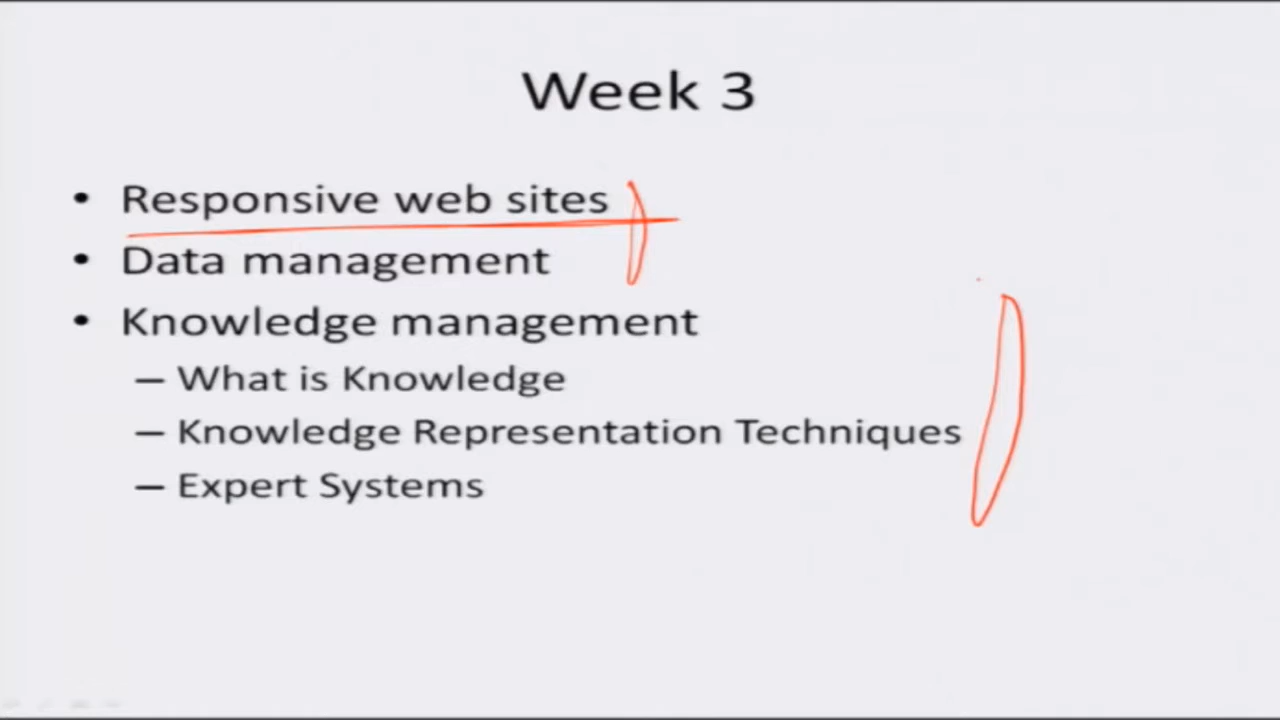 Week 3
• Responsive web sites
• Data management
• Knowledge management
– What is Knowledge
– Knowledge Representation Techniques
– Expert Systems